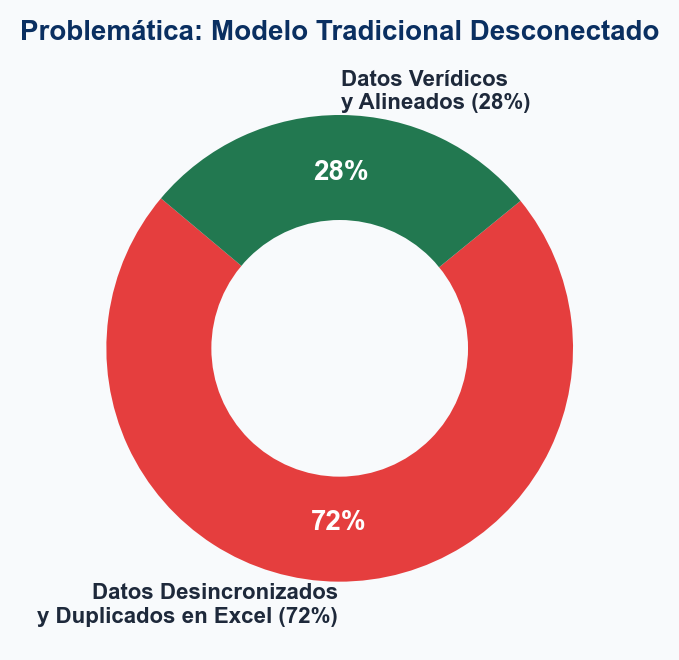 Problemática: Modelo Tradicional Desconectado
Datos Verídicos
y Alineados (28%)
28%
72%
Datos Desincronizados
y Duplicados en Excel (72%)